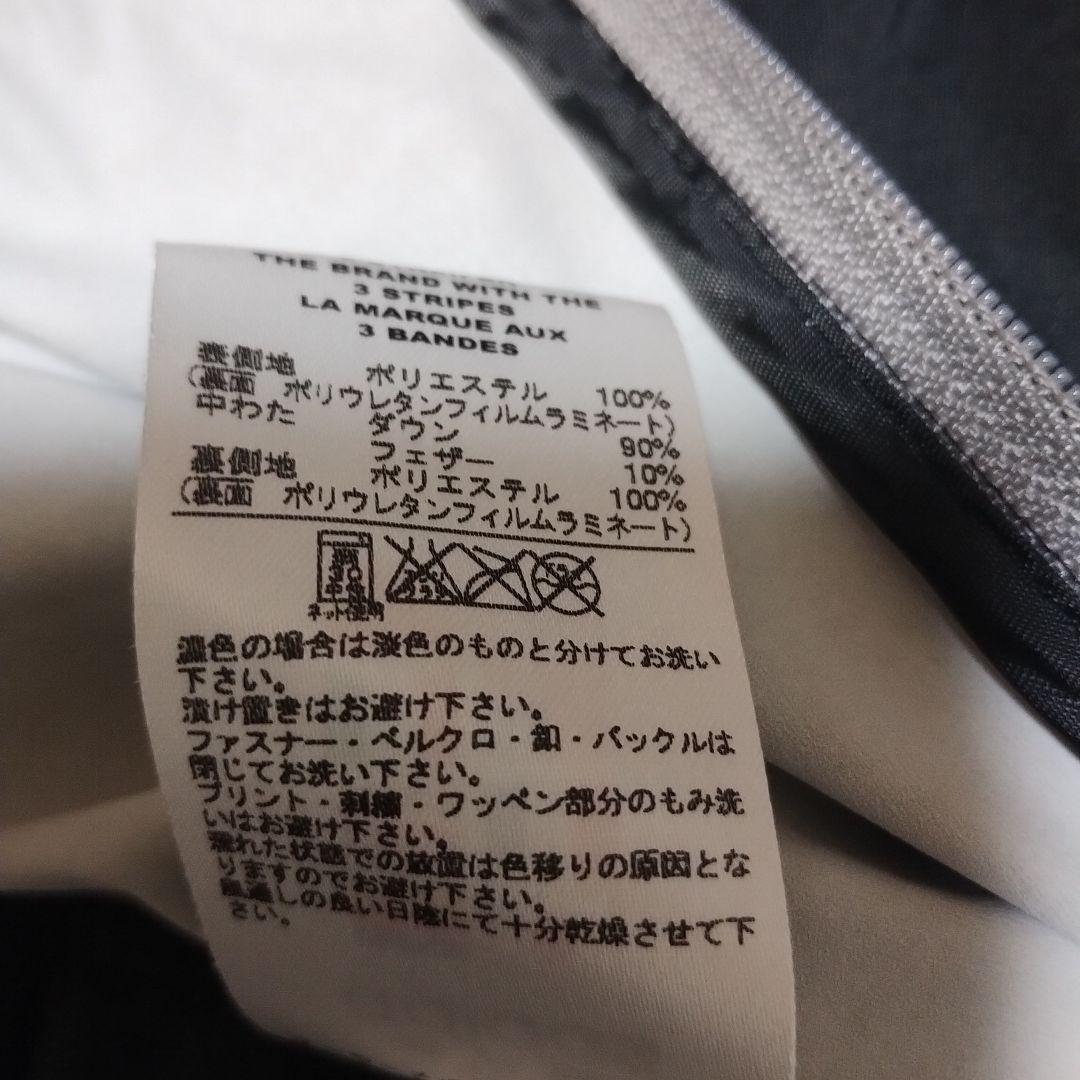 THE BRAND WITH THE
3 STRIPES
LA MARQUE AUX
3 BANDES
表側地 ポリエステル 100%
(裏面 ポリウレタンフィルムラミネート)
中わた ダウン 90%
フェザー 10%
裏側地 ポリエステル 100%
(裏面 ポリウレタンフィルムラミネート)
ネット使用
濃色の場合は淡色のものと分けてお洗い
下さい。
漬け置きはお避け下さい。
ファスナー・ベルクロ・釦・バックルは
閉じてお洗い下さい。
プリント・刺繍・ワッペン部分のもみ洗
いはお避け下さい。
濡れた状態での放置は色移りの原因とな
りますのでお避け下さい。
風通しの良い日陰にて十分乾燥させて下
さい。